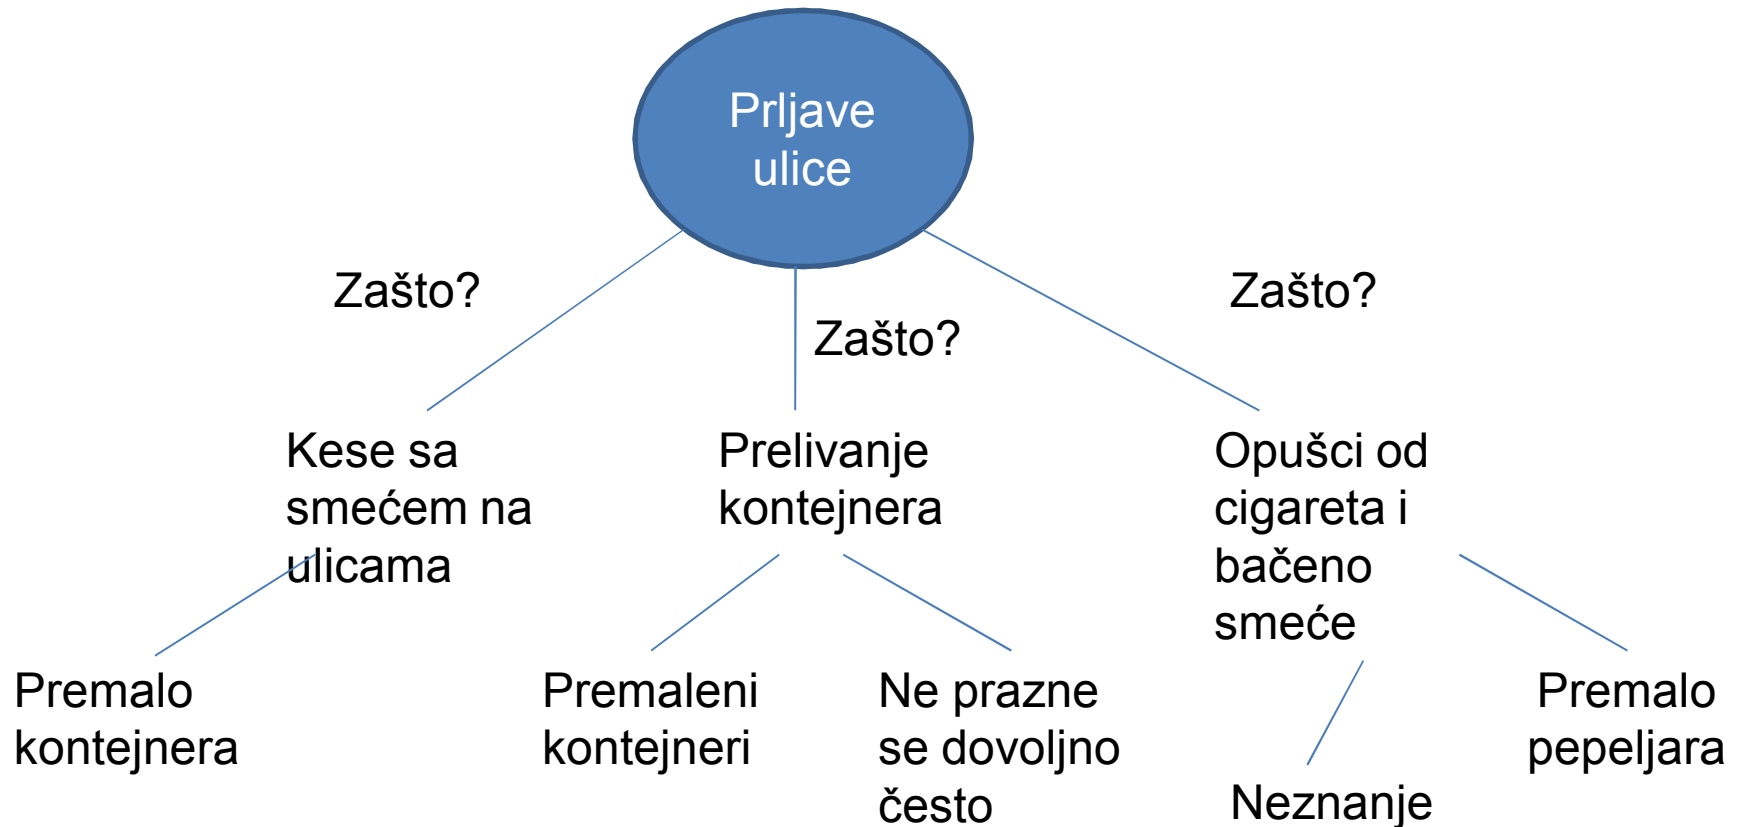 Prljave
ulice
Zašto?
Zašto?
Zašto?
Kese sa
smećem na
ulicama
Prelivanje
kontejnera
Opušci od
cigareta i
bačeno
smeće
Premalo
kontejnera
Premaleni
kontejneri
Ne prazne
se dovoljno
često
Neznanje
Premalo
pepeljara